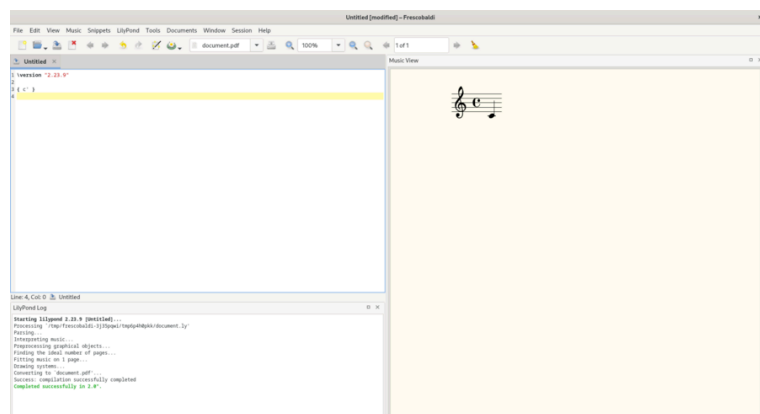 Untitled [modified] – Frescobaldi
File Edit View Music Snippets LilyPond Tools Documents Window Session Help
document.pdf 100% 1 of 1
Untitled
Music View
1 \version "2.23.9"
2
3 { c' }
4
Line: 4, Col: 0 Untitled
LilyPond Log
Starting lilypond 2.23.9 [Untitled]...
Parsing...
Interpreting music...
Preprocessing graphical objects...
Finding the ideal number of pages...
Fitting music on 1 page...
Drawing systems...
Converting to `document.pdf'...
Success: compilation successfully completed
Completed successfully in 2.0".